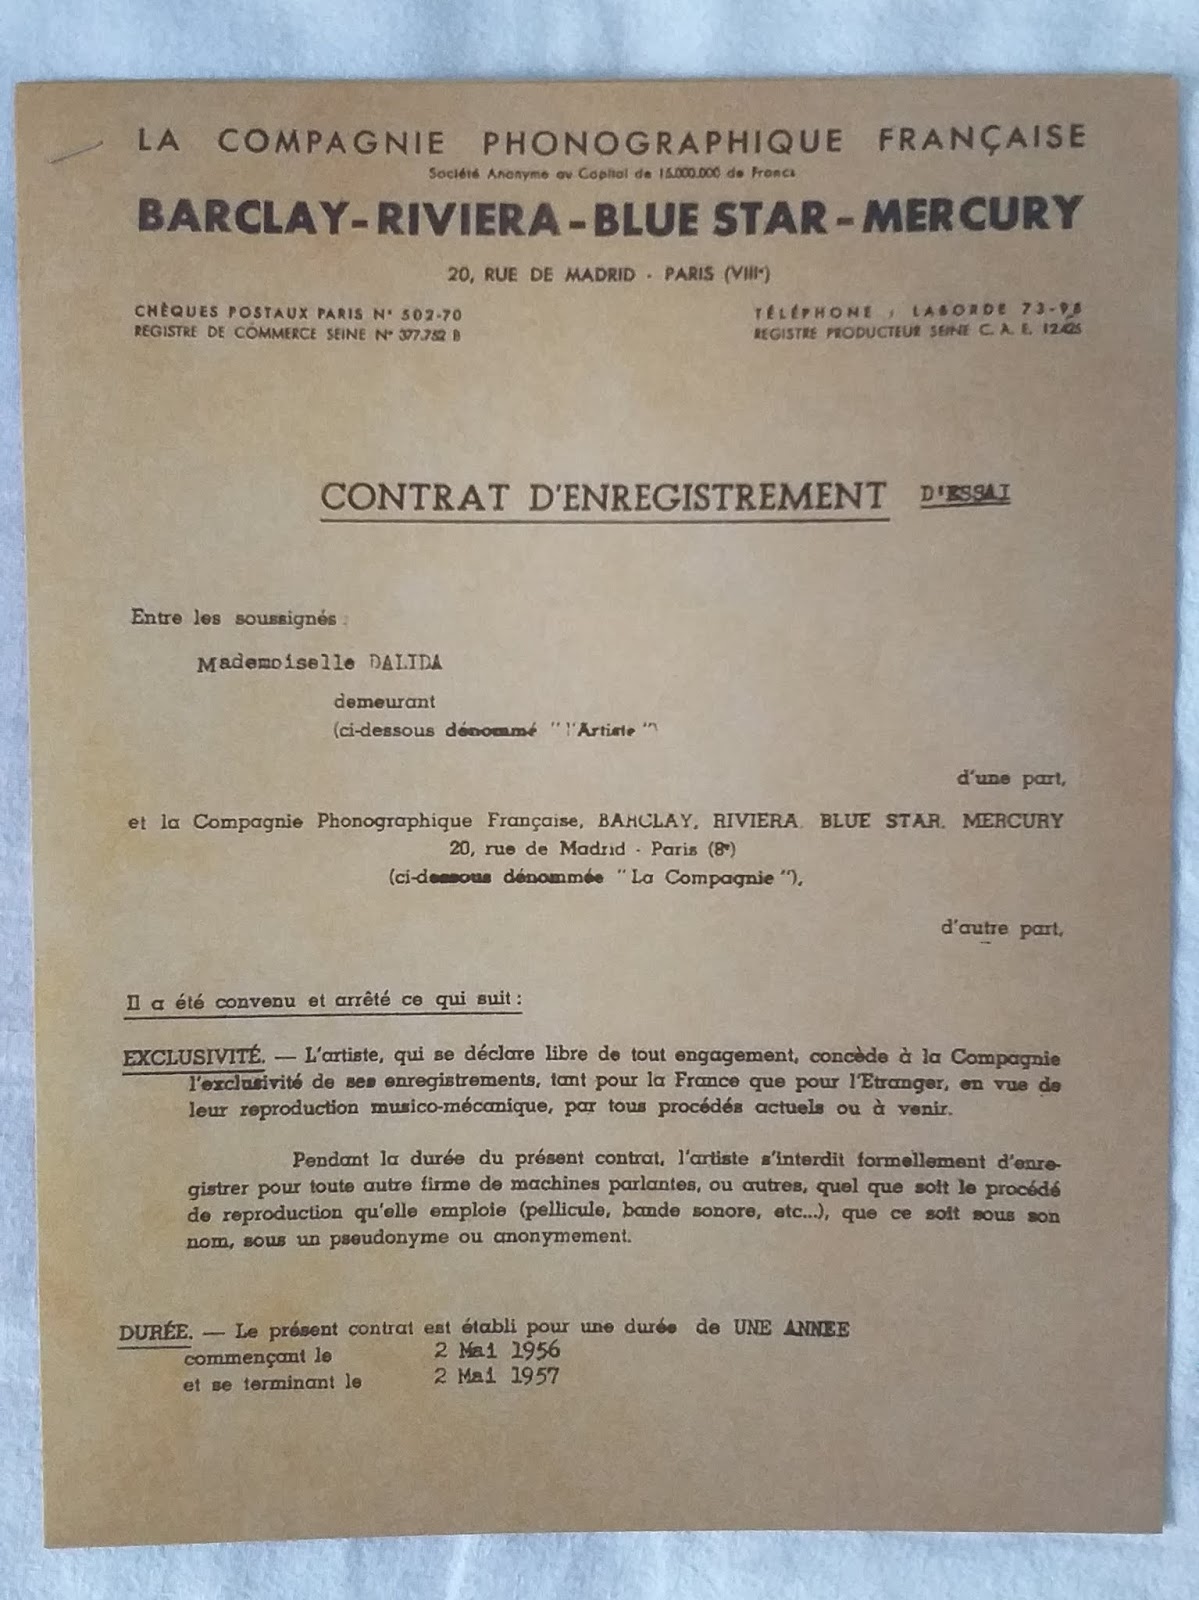 LA COMPAGNIE PHONOGRAPHIQUE FRANÇAISE
Société Anonyme au Capital de 15.000.000 de Francs
BARCLAY-RIVIERA-BLUE STAR-MERCURY
20, RUE DE MADRID - PARIS (VIIIe)
CHÈQUES POSTAUX PARIS N° 502-70
REGISTRE DE COMMERCE SEINE N° 377.752 B
TÉLÉPHONE : LABORDE 73-98
REGISTRE PRODUCTEUR SEINE C. A. E. 12.425
CONTRAT D'ENREGISTREMENT D'ESSAI
Entre les soussignés :
Mademoiselle DALIDA
demeurant
(ci-dessous dénommé " l'Artiste ")
d'une part,
et la Compagnie Phonographique Française, BARCLAY, RIVIERA, BLUE STAR, MERCURY
20, rue de Madrid - Paris (8e)
(ci-dessous dénommée " La Compagnie "),
d'autre part,
Il a été convenu et arrêté ce qui suit :
EXCLUSIVITÉ. — L'artiste, qui se déclare libre de tout engagement, concède à la Compagnie
l'exclusivité de ses enregistrements, tant pour la France que pour l'Etranger, en vue de
leur reproduction musico-mécanique, par tous procédés actuels ou à venir.
Pendant la durée du présent contrat, l'artiste s'interdit formellement d'enre-
gistrer pour toute autre firme de machines parlantes, ou autres, quel que soit le procédé
de reproduction qu'elle emploie (pellicule, bande sonore, etc...), que ce soit sous son
nom, sous un pseudonyme ou anonymement.
DURÉE. — Le présent contrat est établi pour une durée de UNE ANNEE
commençant le 2 Mai 1956
et se terminant le 2 Mai 1957